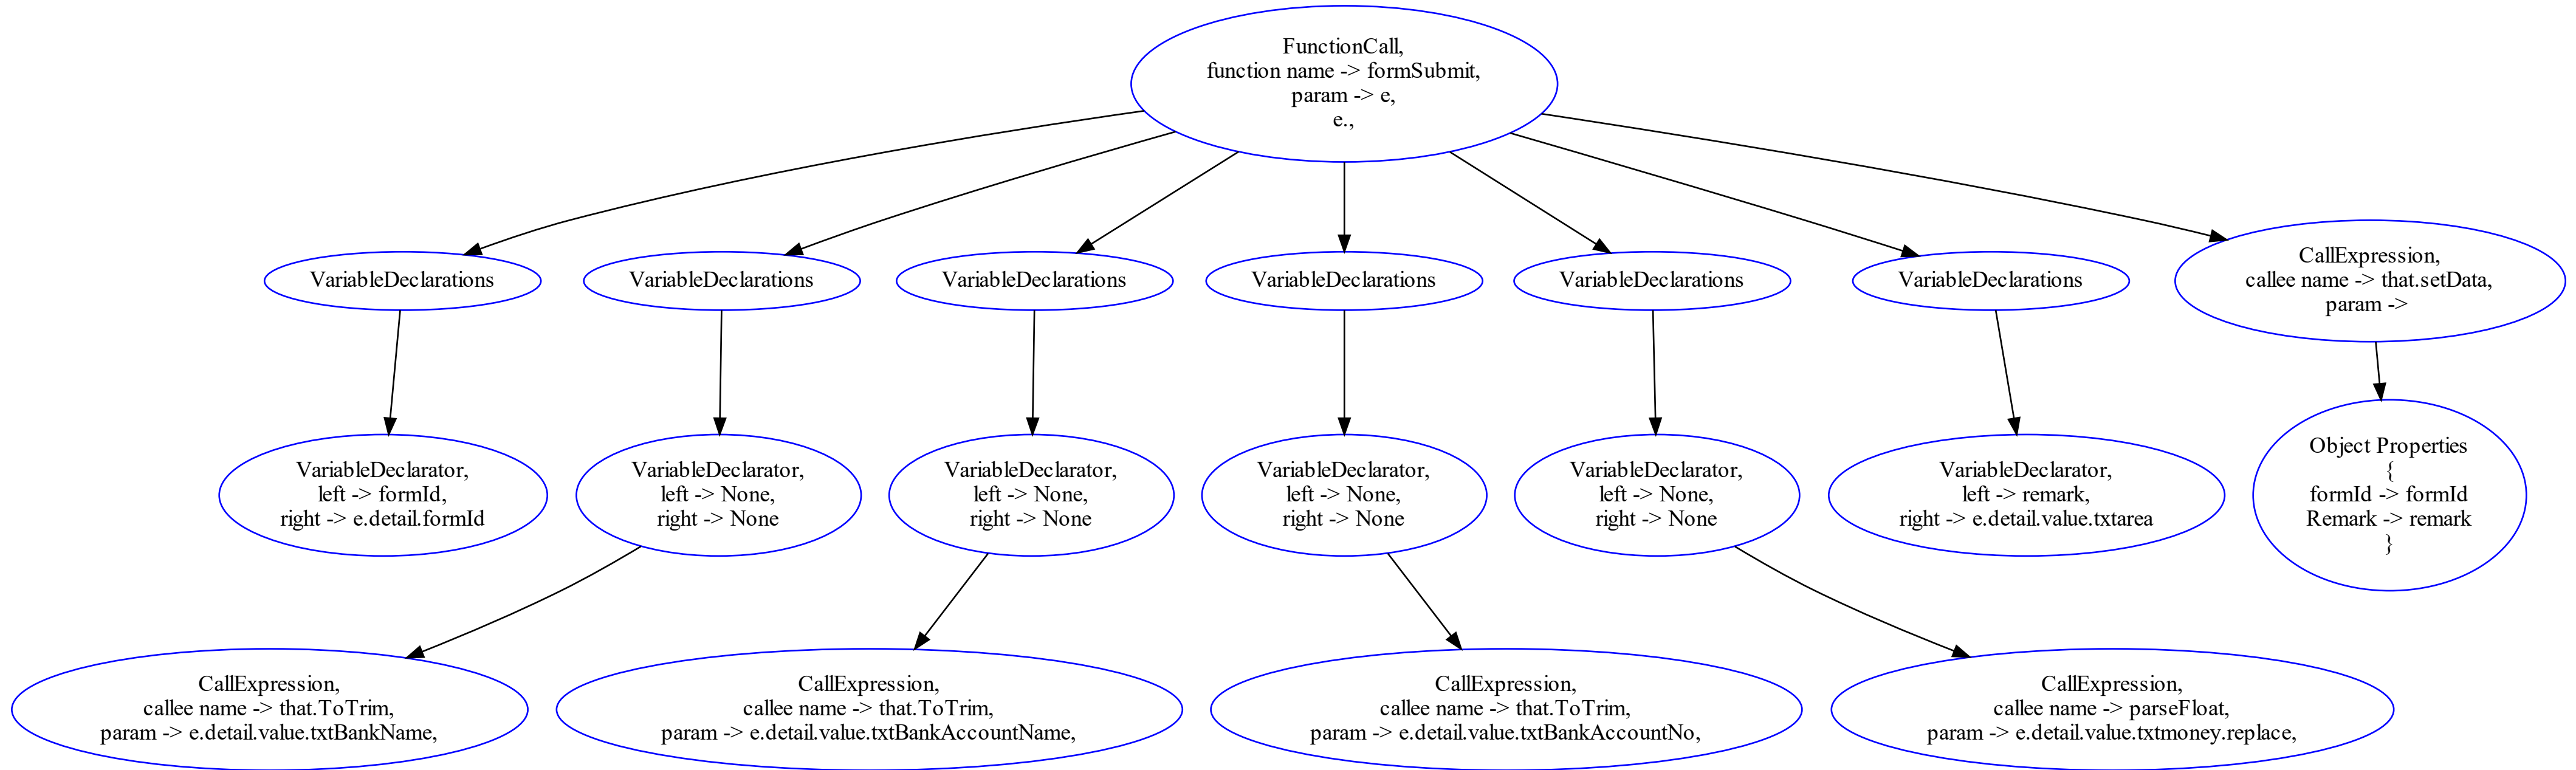 FunctionCall,
function name -> formSubmit,
param -> e,
e.,
VariableDeclarations
VariableDeclarations
VariableDeclarations
VariableDeclarations
VariableDeclarations
VariableDeclarations
CallExpression,
callee name -> that.setData,
param ->
VariableDeclarator,
left -> formId,
right -> e.detail.formId
VariableDeclarator,
left -> None,
right -> None
VariableDeclarator,
left -> None,
right -> None
VariableDeclarator,
left -> None,
right -> None
VariableDeclarator,
left -> None,
right -> None
VariableDeclarator,
left -> remark,
right -> e.detail.value.txtarea
Object Properties
{
formId -> formId
Remark -> remark
}
CallExpression,
callee name -> that.ToTrim,
param -> e.detail.value.txtBankName,
CallExpression,
callee name -> that.ToTrim,
param -> e.detail.value.txtBankAccountName,
CallExpression,
callee name -> that.ToTrim,
param -> e.detail.value.txtBankAccountNo,
CallExpression,
callee name -> parseFloat,
param -> e.detail.value.txtmoney.replace,